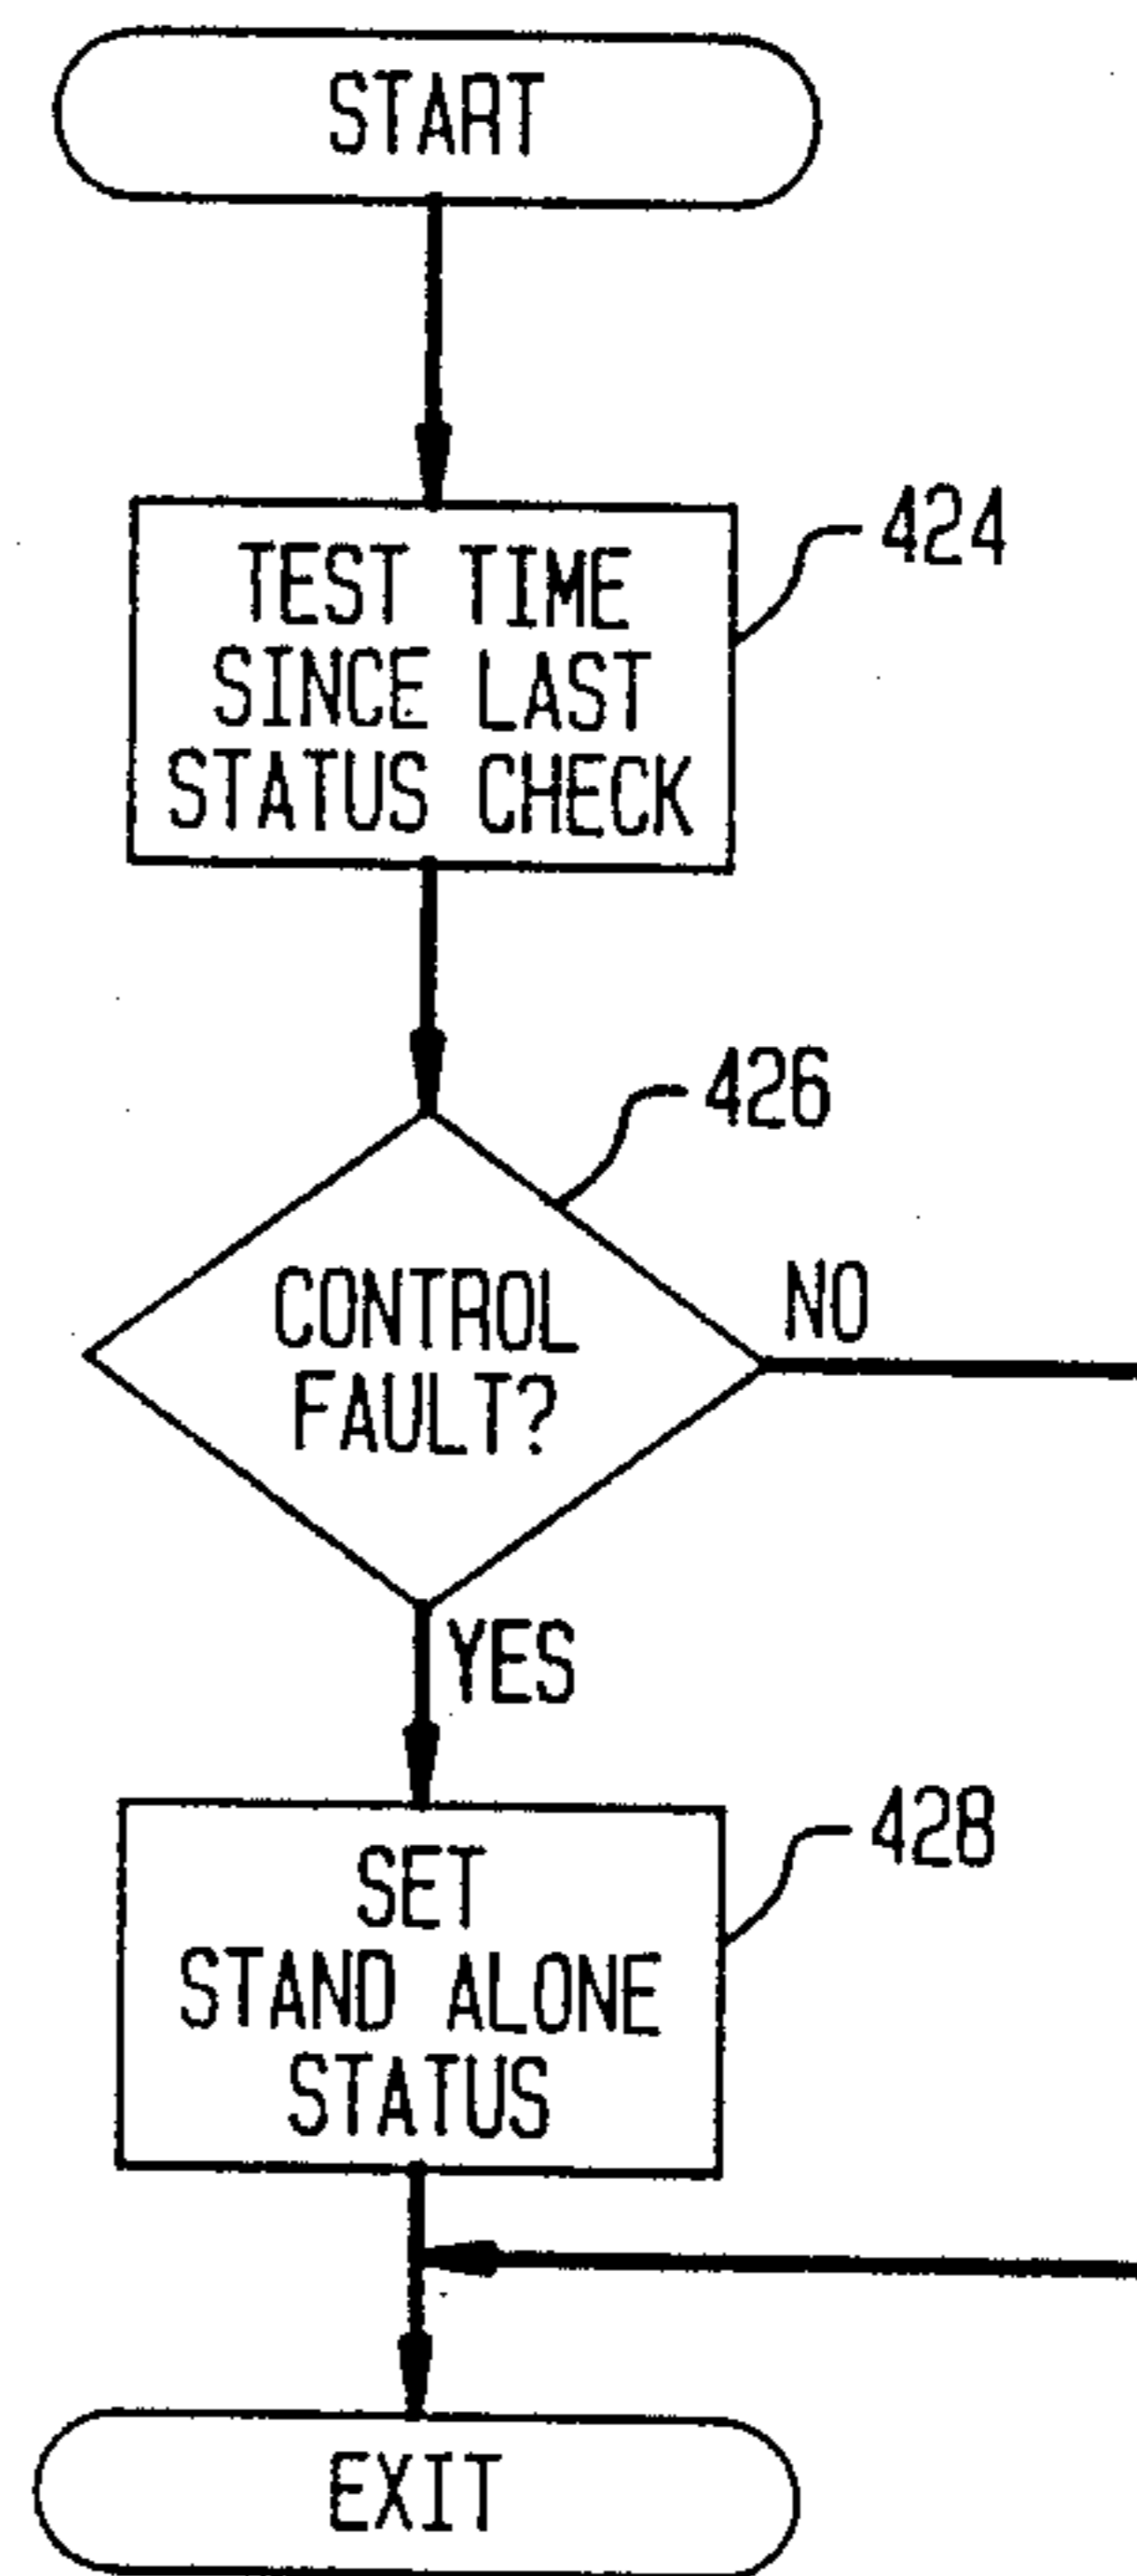 START
TEST TIME
SINCE LAST
STATUS CHECK
424
426
CONTROL
FAULT?
NO
YES
SET
STAND ALONE
STATUS
428
EXIT